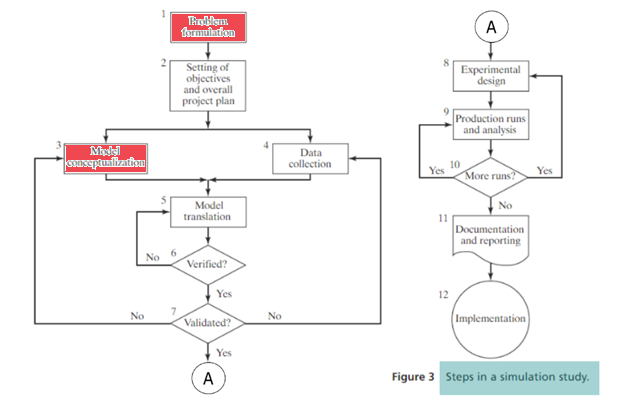 1
Problem
formulation
2
Setting of
objectives
and overall
project plan
3
Model
conceptualization
4
Data
collection
5
Model
translation
No
6
Verified?
Yes
No
7
Validated?
No
Yes
A
A
8
Experimental
design
9
Production runs
and analysis
Yes
10
More runs?
Yes
No
11
Documentation
and reporting
12
Implementation
Figure 3 Steps in a simulation study.